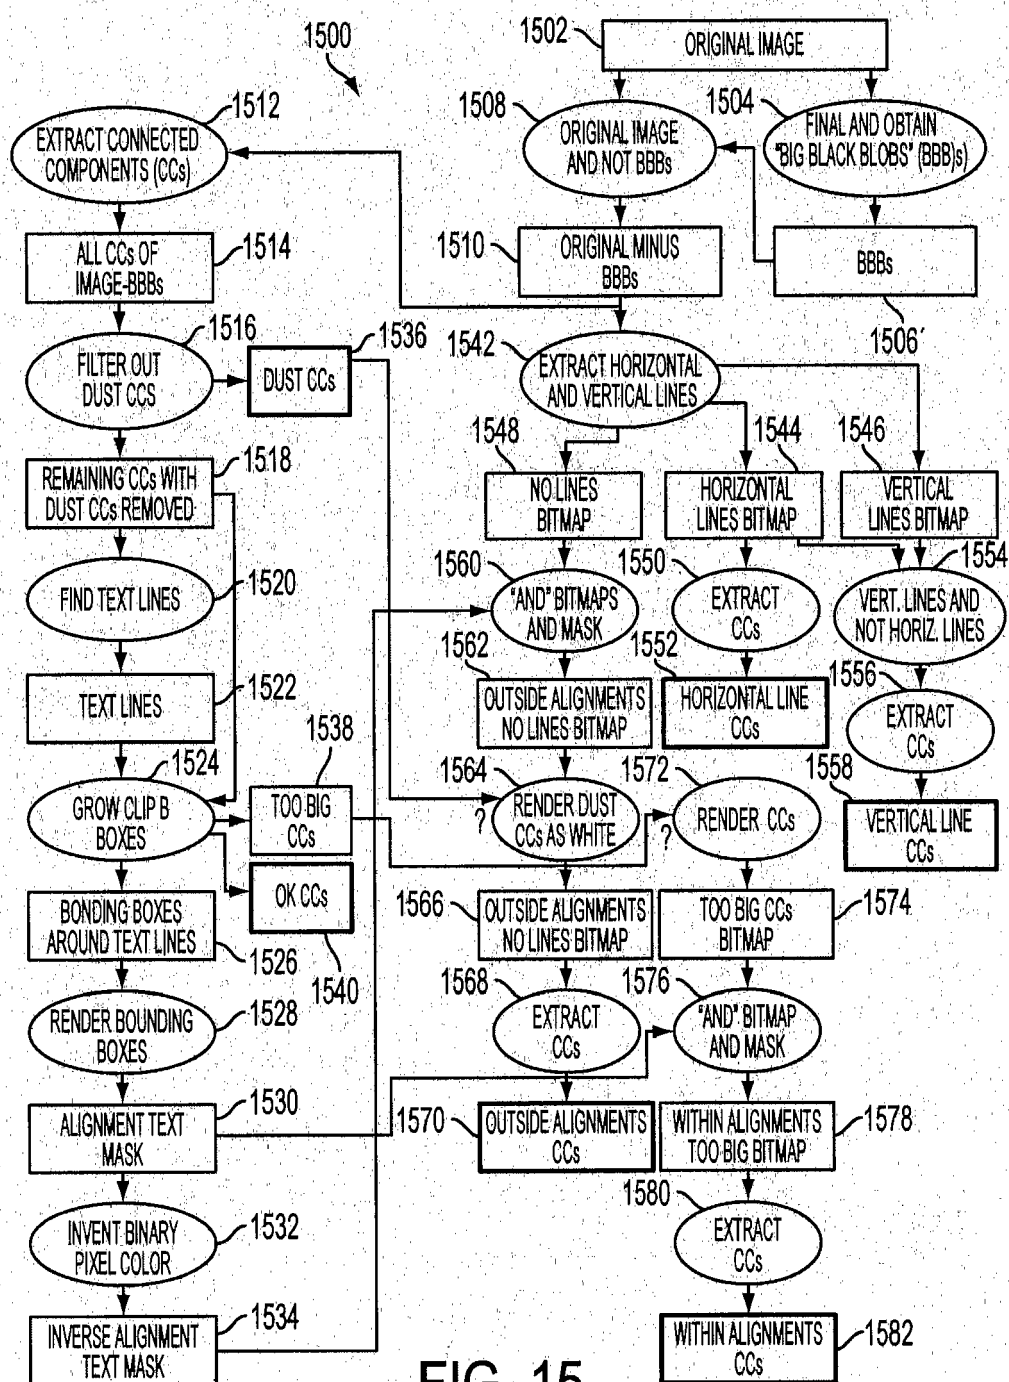 1500
1502
ORIGINAL IMAGE
1512
EXTRACT CONNECTED
COMPONENTS (CCs)
1508
ORIGINAL IMAGE
AND NOT BBBs
1504
FINAL AND OBTAIN
"BIG BLACK BLOBS" (BBB)s)
1514
ALL CCs OF
IMAGE-BBBs
1510
ORIGINAL MINUS
BBBs
BBBs
1506
1516
FILTER OUT
DUST CCS
1536
DUST CCs
1542
EXTRACT HORIZONTAL
AND VERTICAL LINES
1518
REMAINING CCs WITH
DUST CCs REMOVED
1548
NO LINES
BITMAP
1544
HORIZONTAL
LINES BITMAP
1546
VERTICAL
LINES BITMAP
1520
FIND TEXT LINES
1560
"AND" BITMAPS
AND MASK
1550
EXTRACT
CCs
1554
VERT. LINES AND
NOT HORIZ. LINES
1522
TEXT LINES
1562
OUTSIDE ALIGNMENTS
NO LINES BITMAP
1552
HORIZONTAL LINE
CCs
1556
EXTRACT
CCs
1524
GROW CLIP B
BOXES
1538
TOO BIG
CCs
1564
?
RENDER DUST
CCs AS WHITE
1572
?
RENDER CCs
1558
VERTICAL LINE
CCs
OK CCs
1540
1526
BONDING BOXES
AROUND TEXT LINES
1566
OUTSIDE ALIGNMENTS
NO LINES BITMAP
TOO BIG CCs
BITMAP
1574
1528
RENDER BOUNDING
BOXES
1568
EXTRACT
CCs
1576
"AND" BITMAP
AND MASK
1530
ALIGNMENT TEXT
MASK
1570
OUTSIDE ALIGNMENTS
CCs
WITHIN ALIGNMENTS
TOO BIG BITMAP
1578
1532
INVENT BINARY
PIXEL COLOR
1580
EXTRACT
CCs
1534
INVERSE ALIGNMENT
TEXT MASK
WITHIN ALIGNMENTS
CCs
1582
FIG. 15